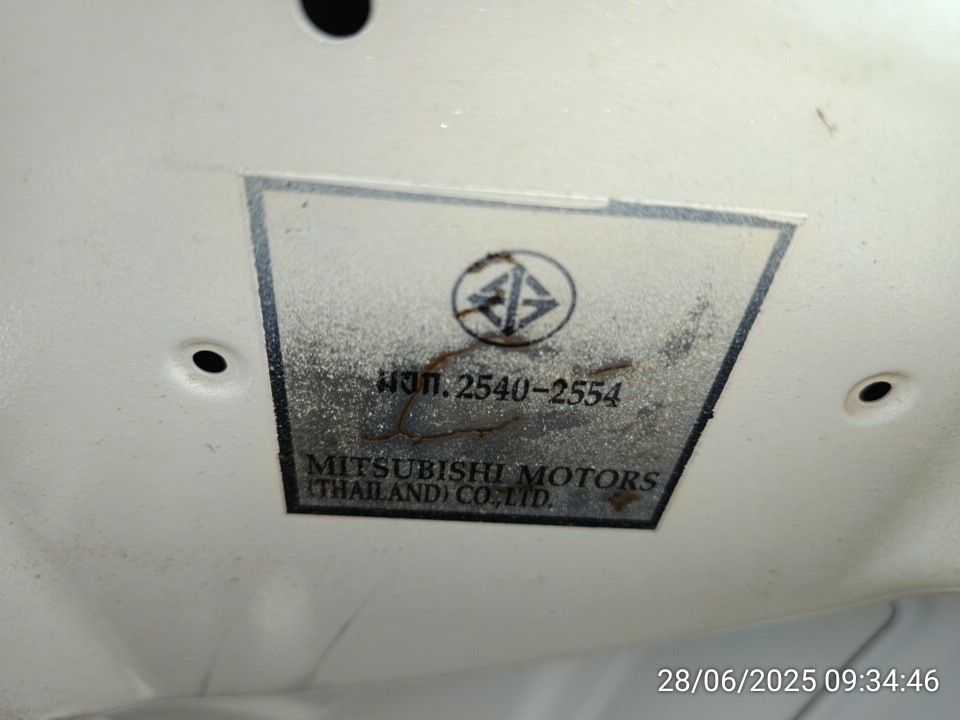 มอก. 2540-2554
MITSUBISHI MOTORS
(THAILAND) CO.,LTD.
28/06/2025 09:34:46